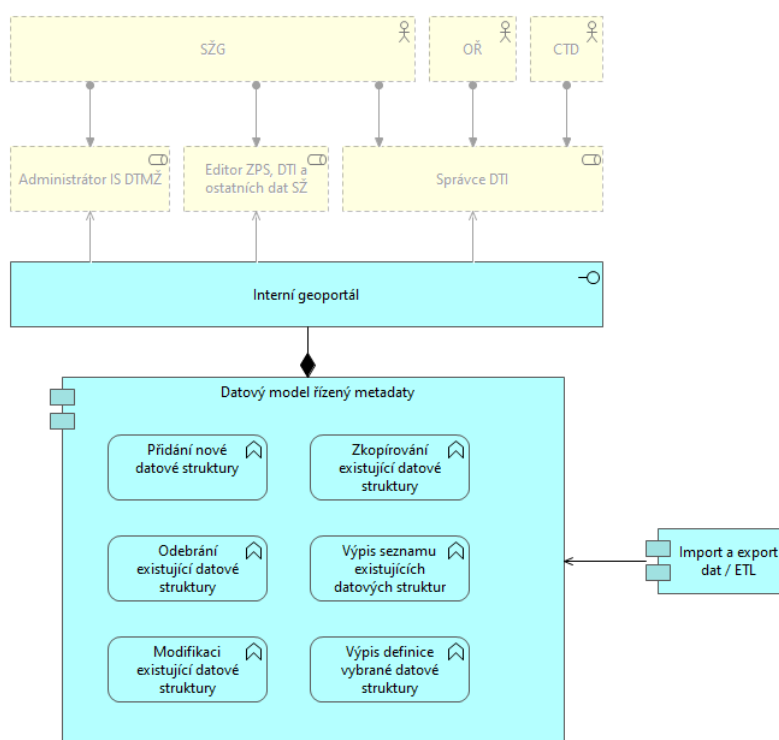 SŽG
OŘ
CTD
Administrátor IS DTMŽ
Editor ZPS, DTI a
ostatních dat SŽ
Správce DTI
Interní geoportál
Datový model řízený metadaty
Přidání nové
datové struktury
Zkopírování
existující datové
struktury
Odebrání
existující datové
struktury
Výpis seznamu
existujících
datových struktur
Modifikaci
existující datové
struktury
Výpis definice
vybrané datové
struktury
Import a export
dat / ETL